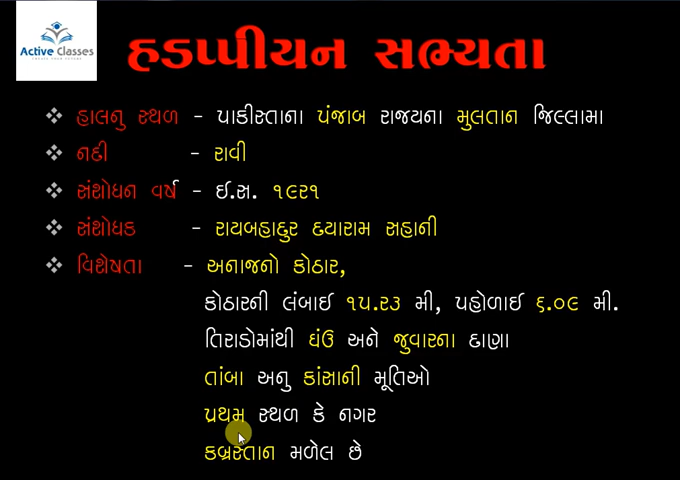 Active Classes
હડપ્પીયન સભ્યતા
❖ હાલનુ સ્થળ - પાકીસ્તાના પંજાબ રાજયના મુલતાન જિલ્લામા
❖ નદી - રાવી
❖ સંશોધન વર્ષ - ઈ.સ. ૧૯૨૧
❖ સંશોધક - રાયબહાદુર દયારામ સહાની
❖ વિશેષતા - અનાજનો કોઠાર,
કોઠારની લંબાઈ ૧૫.૨૩ મી, પહોળાઈ ૬.૦૯ મી.
તિરાડોમાંથી ઘંઉ અને જુવારના દાણા
તાંબા અનુ કાંસાની મૂતિઓ
પ્રથમ સ્થળ કે નગર
કબ્રસ્તાન મળેલ છે